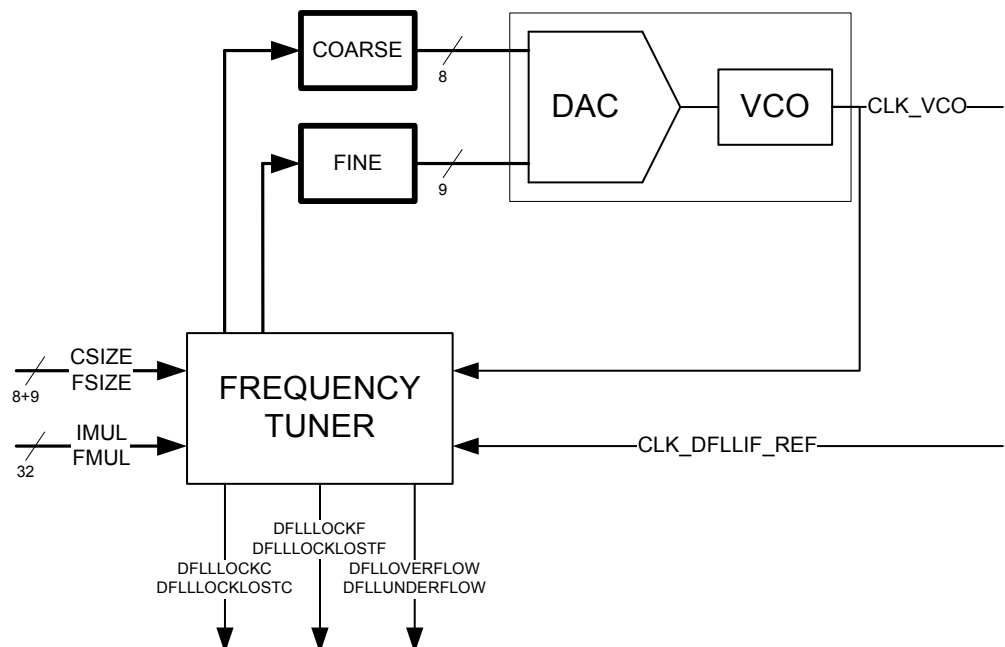 COARSE
8
DAC
VCO
CLK_VCO
FINE
9
CSIZE
FSIZE
8+9
FREQUENCY
TUNER
IMUL
FMUL
32
CLK_DFLLIF_REF
DFLLLOCKF
DFLLLOCKLOSTF
DFLLLOCKC
DFLLLOCKLOSTC
DFLLOVERFLOW
DFLLUNDERFLOW